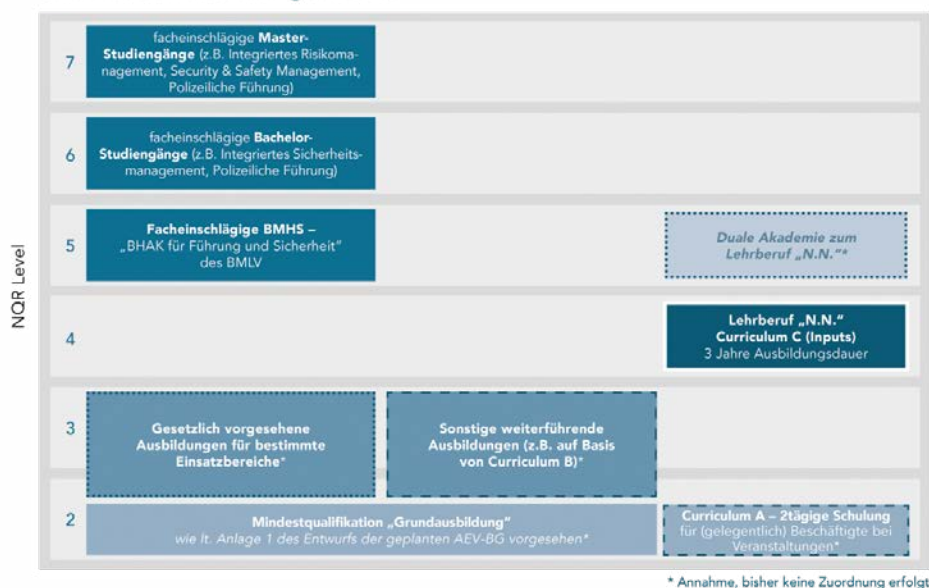 7
facheinschlägige Master-
Studiengänge (z.B. Integriertes Risikoma-
nagement, Security & Safety Management,
Polizeiliche Führung)
6
facheinschlägige Bachelor-
Studiengänge (z.B. Integriertes Sicherheits-
management, Polizeiliche Führung)
5
Facheinschlägige BMHS –
„BHAK für Führung und Sicherheit"
des BMLV
Duale Akademie zum
Lehrberuf „N.N."*
NQR Level
4
Lehrberuf „N.N."
Curriculum C (Inputs)
3 Jahre Ausbildungsdauer
3
Gesetzlich vorgesehene
Ausbildungen für bestimmte
Einsatzbereiche*
Sonstige weiterführende
Ausbildungen (z.B. auf Basis
von Curriculum B)*
2
Mindestqualifikation „Grundausbildung"
wie lt. Anlage 1 des Entwurfs der geplanten AEV-BG vorgesehen*
Curriculum A – 2tägige Schulung
für (gelegentlich) Beschäftigte bei
Veranstaltungen*
* Annahme, bisher keine Zuordnung erfolgt